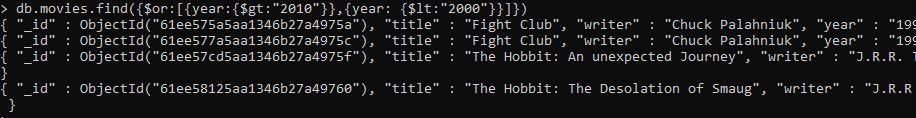 > db.movies.find({$or:[{year:{$gt:"2010"}},{year: {$lt:"2000"}}]})
{ "_id" : ObjectId("61ee575a5aa1346b27a4975a"), "title" : "Fight Club", "writer" : "Chuck Palahniuk", "year" : "199
{ "_id" : ObjectId("61ee577a5aa1346b27a4975c"), "title" : "Fight Club", "writer" : "Chuck Palahniuk", "year" : "199
{ "_id" : ObjectId("61ee57cd5aa1346b27a4975f"), "title" : "The Hobbit: An unexpected Journey", "writer" : "J.R.R. T
}
{ "_id" : ObjectId("61ee58125aa1346b27a49760"), "title" : "The Hobbit: The Desolation of Smaug", "writer" : "J.R.R
}